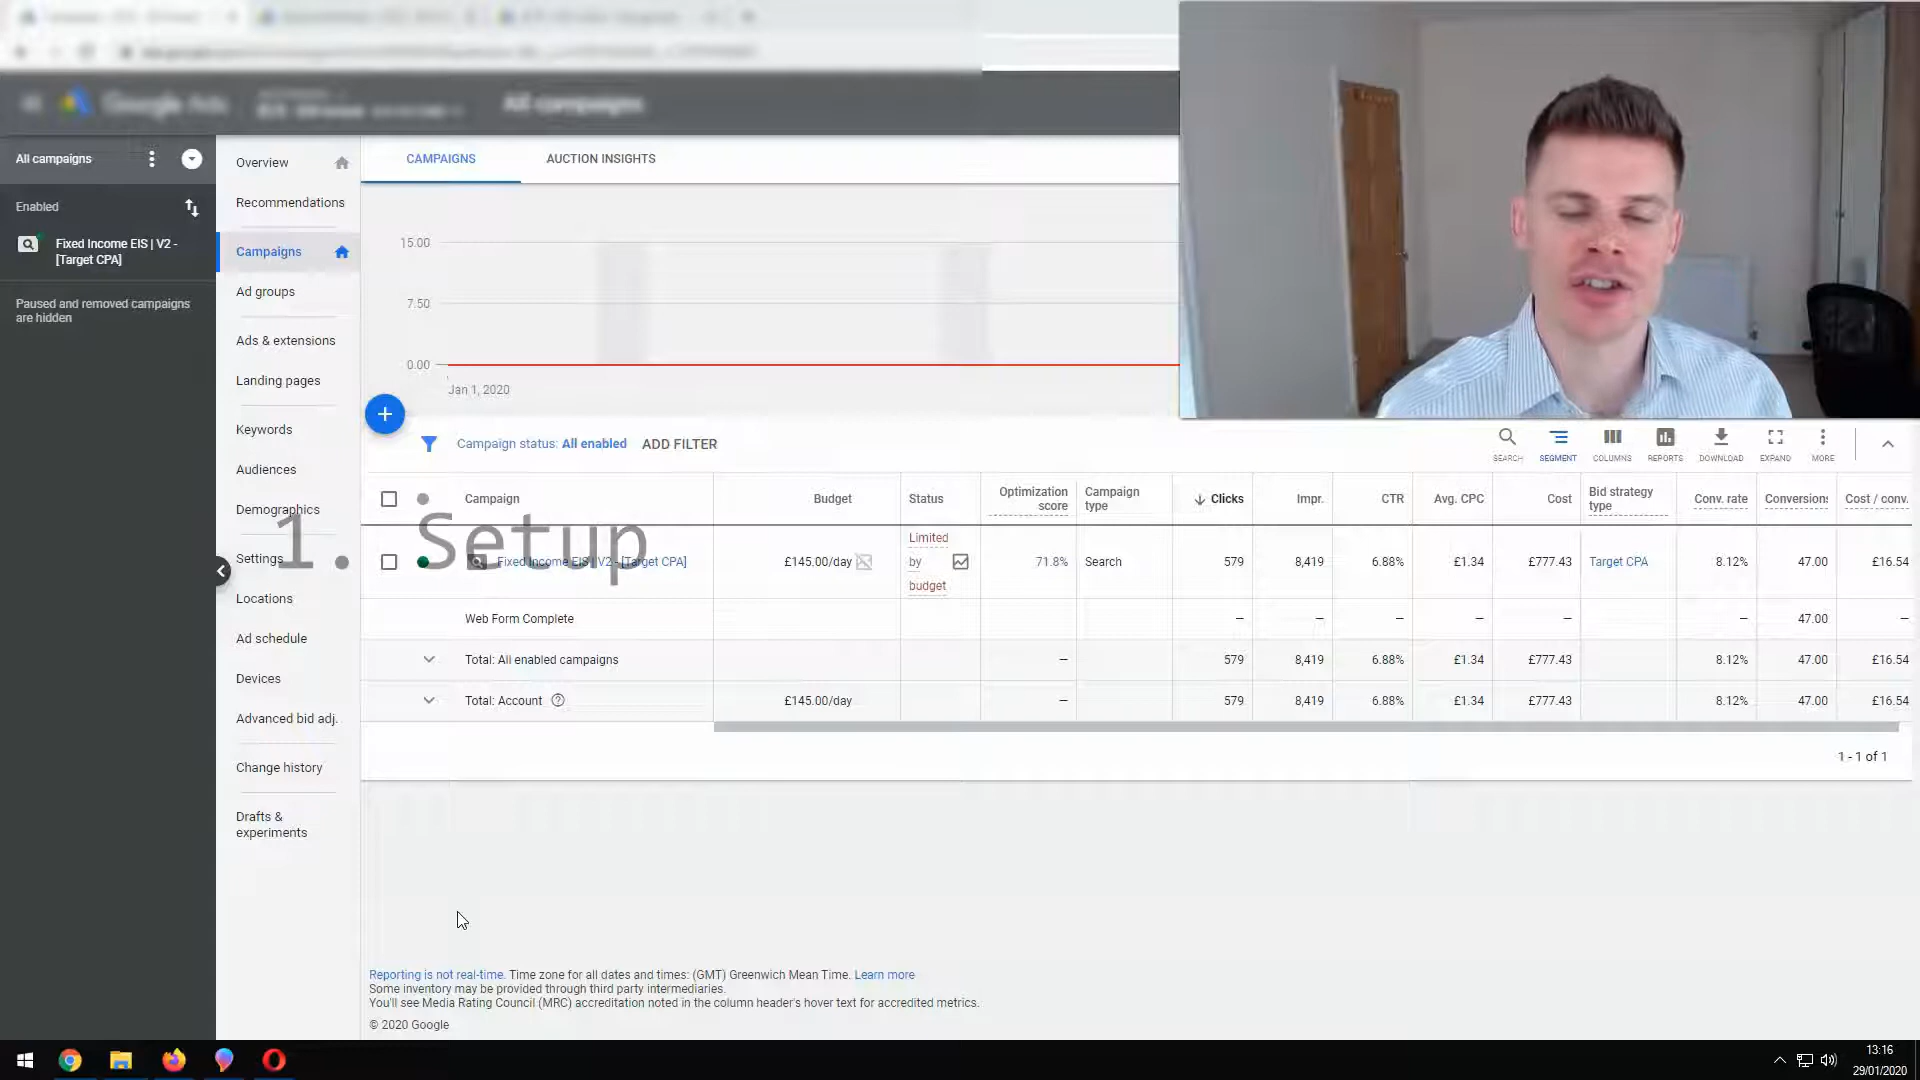 Google Ads
All campaigns
All campaigns
Enabled
Fixed Income EIS | V2 -
[Target CPA]
Paused and removed campaigns
are hidden
Overview
Recommendations
Campaigns
Ad groups
Ads & extensions
Landing pages
Keywords
Audiences
Demographics
Settings
Locations
Ad schedule
Devices
Advanced bid adj.
Change history
Drafts &
experiments
CAMPAIGNS
AUCTION INSIGHTS
15.00
7.50
0.00
Jan 1, 2020
Campaign status: All enabled
ADD FILTER
SEARCH
SEGMENT
COLUMNS
REPORTS
DOWNLOAD
EXPAND
MORE
Campaign Budget Status Optimization score Campaign type Clicks Impr. CTR Avg. CPC Cost Bid strategy type Conv. rate Conversions Cost / conv.
1. Setup
Fixed Income EIS | V2 - [Target CPA] £145.00/day Limited by budget 71.8% Search 579 8,419 6.88% £1.34 £777.43 Target CPA 8.12% 47.00 £16.54
Web Form Complete – – – – – – 47.00 –
Total: All enabled campaigns – 579 8,419 6.88% £1.34 £777.43 8.12% 47.00 £16.54
Total: Account £145.00/day – 579 8,419 6.88% £1.34 £777.43 8.12% 47.00 £16.54
1 - 1 of 1
Reporting is not real-time. Time zone for all dates and times: (GMT) Greenwich Mean Time. Learn more
Some inventory may be provided through third party intermediaries.
You'll see Media Rating Council (MRC) accreditation noted in the column header's hover text for accredited metrics.
© 2020 Google
13:16
29/01/2020